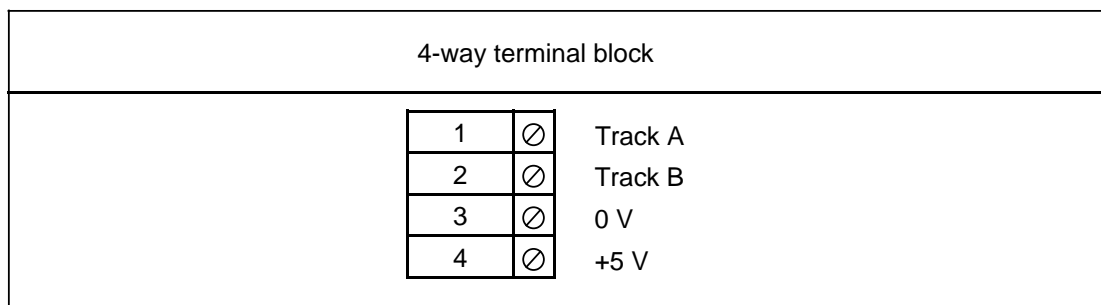 4-way terminal block
1 Track A
2 Track B
3 0 V
4 +5 V